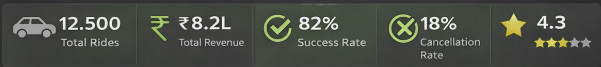 12.500
Total Rides
₹ ₹8.2L
Total Revenue
82%
Success Rate
18%
Cancellation
Rate
4.3